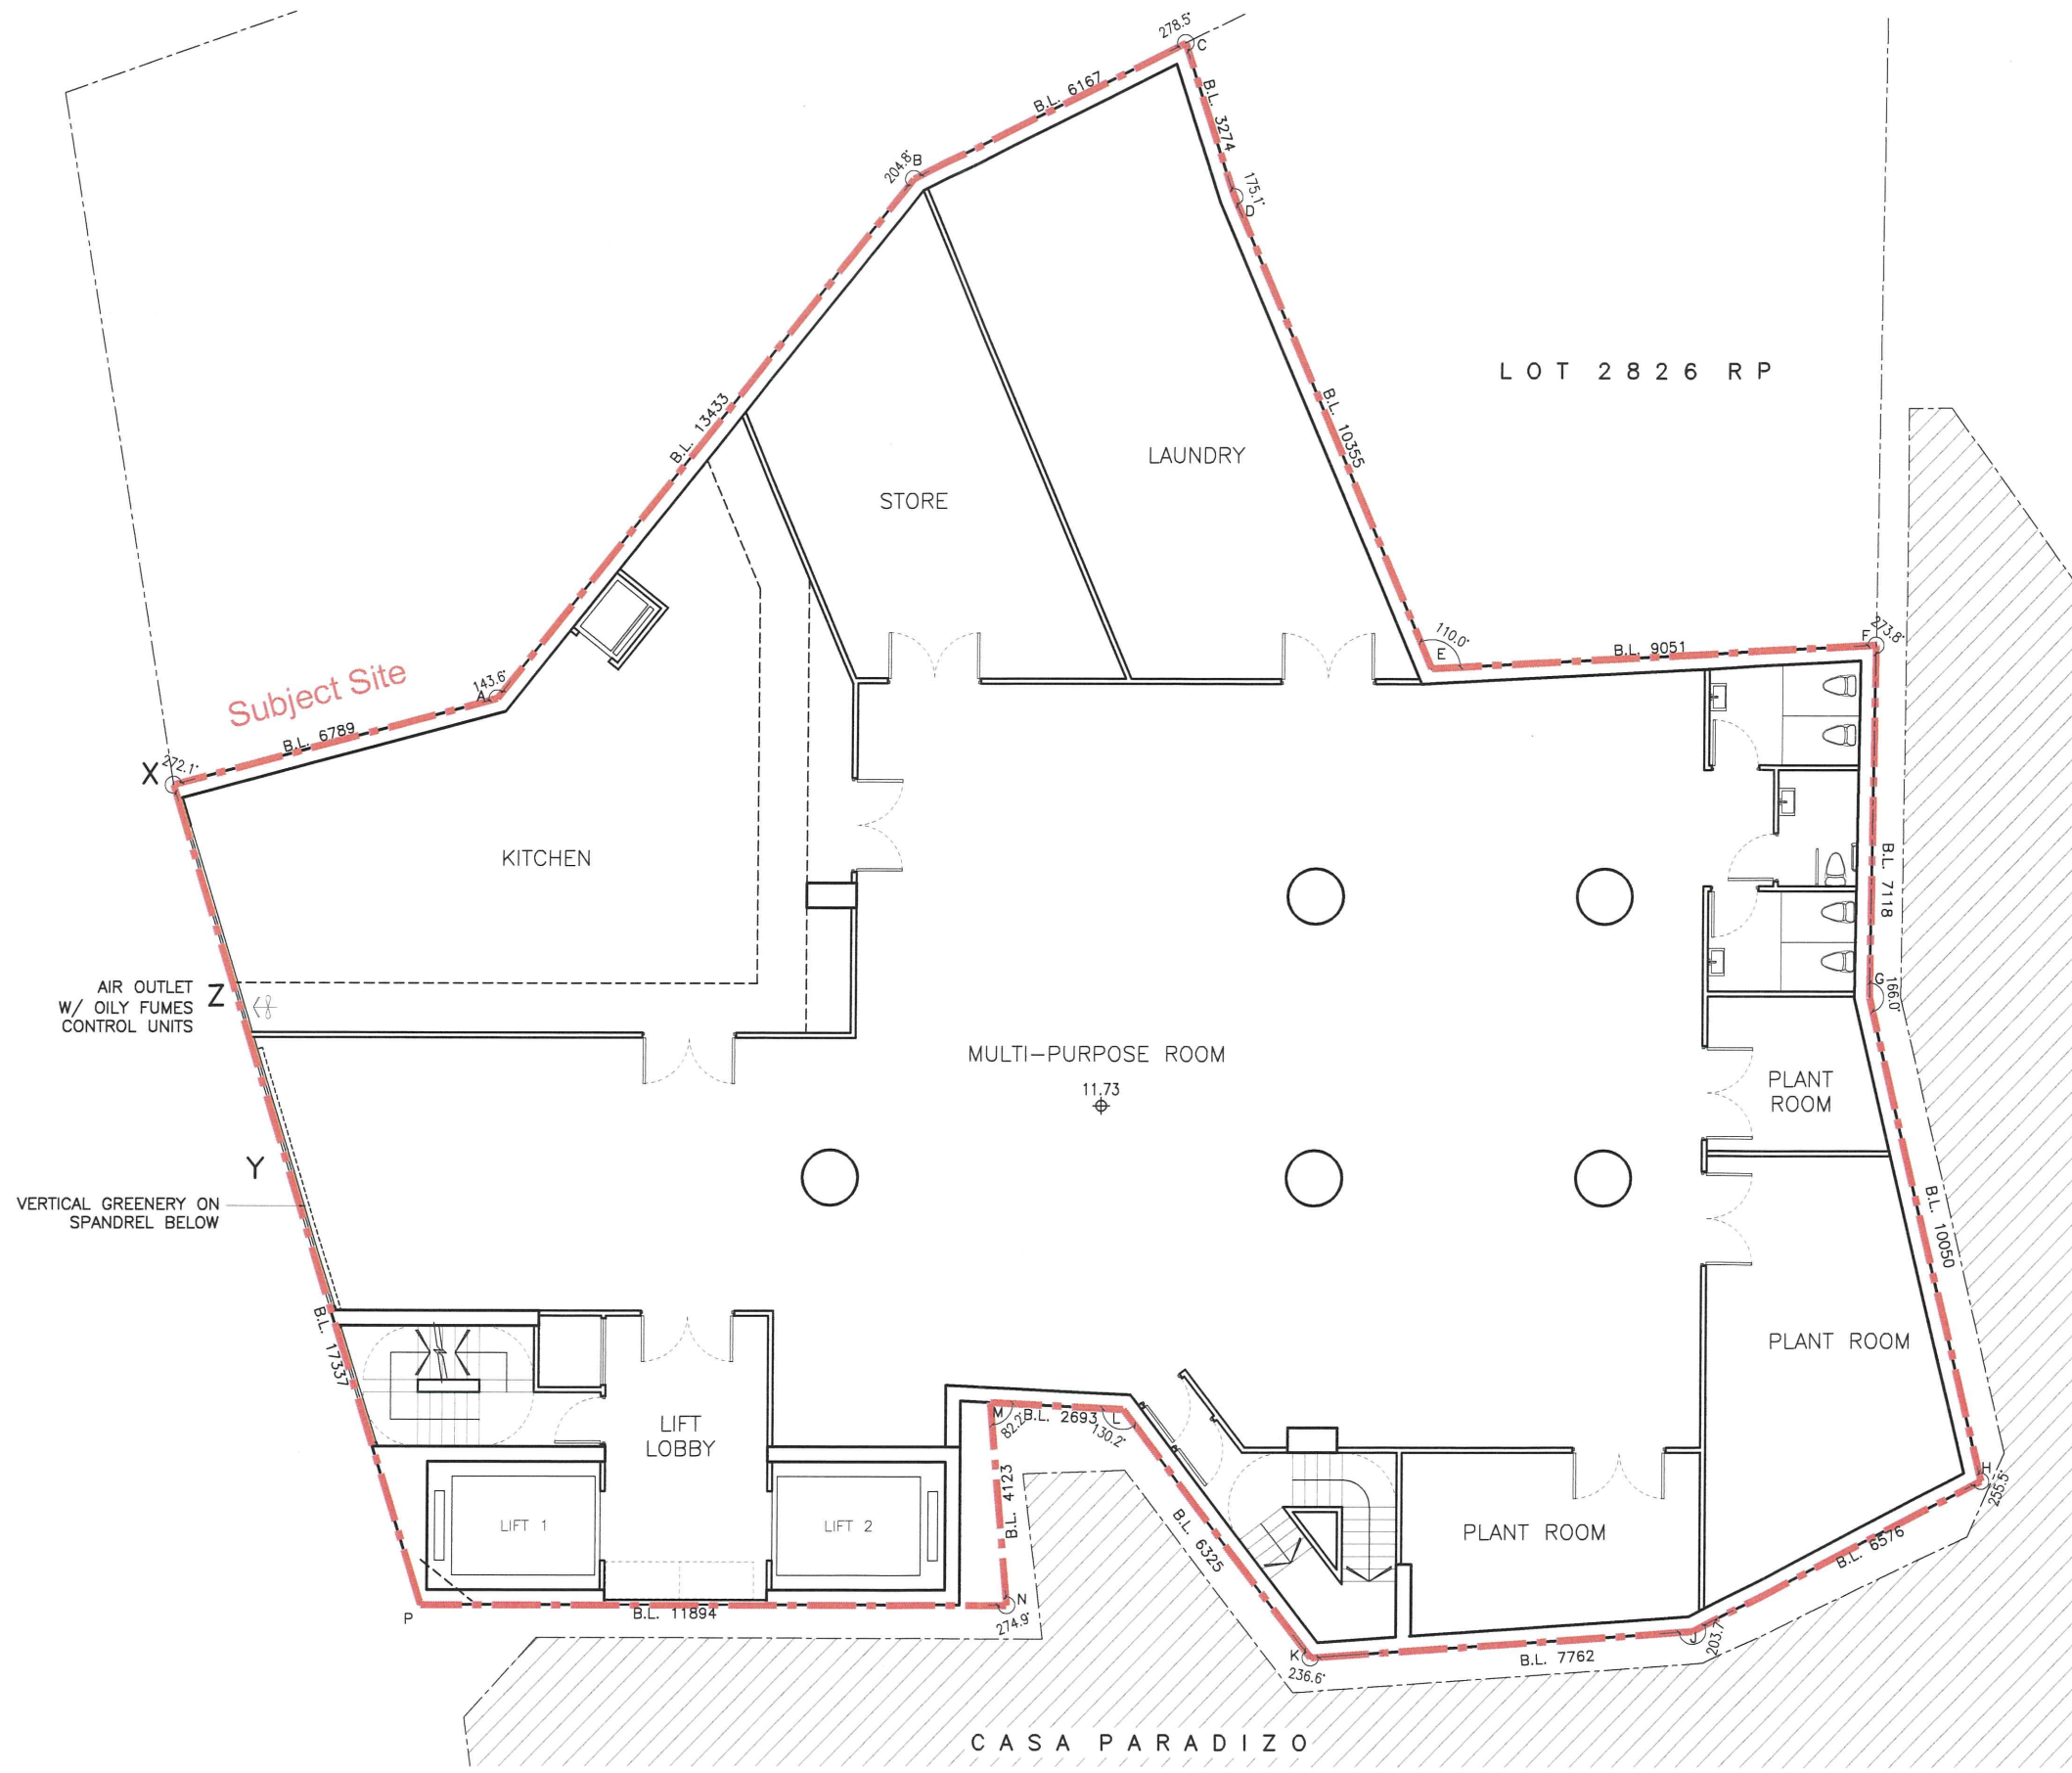 278.5°
C
B.L. 6167
B.L. 3274
204.8°
B
175.1°
D
LOT 2826 RP
B.L. 13433
B.L. 10355
LAUNDRY
STORE
110.0°
E
B.L. 9051
F
273.8°
Subject Site
143.6°
A
B.L. 6789
X
272.1°
KITCHEN
B.L. 7118
AIR OUTLET
W/ OILY FUMES
CONTROL UNITS
Z
G
166.0°
MULTI-PURPOSE ROOM
11.73
PLANT
ROOM
Y
VERTICAL GREENERY ON
SPANDREL BELOW
B.L. 10050
B.L. 17337
PLANT ROOM
LIFT
LOBBY
M
82.2°
B.L. 2693
L
130.2°
B.L. 4123
H
255.5°
LIFT 1
LIFT 2
B.L. 6325
PLANT ROOM
B.L. 6576
P
B.L. 11894
N
274.9°
J
203.7°
K
236.6°
B.L. 7762
CASA PARADIZO